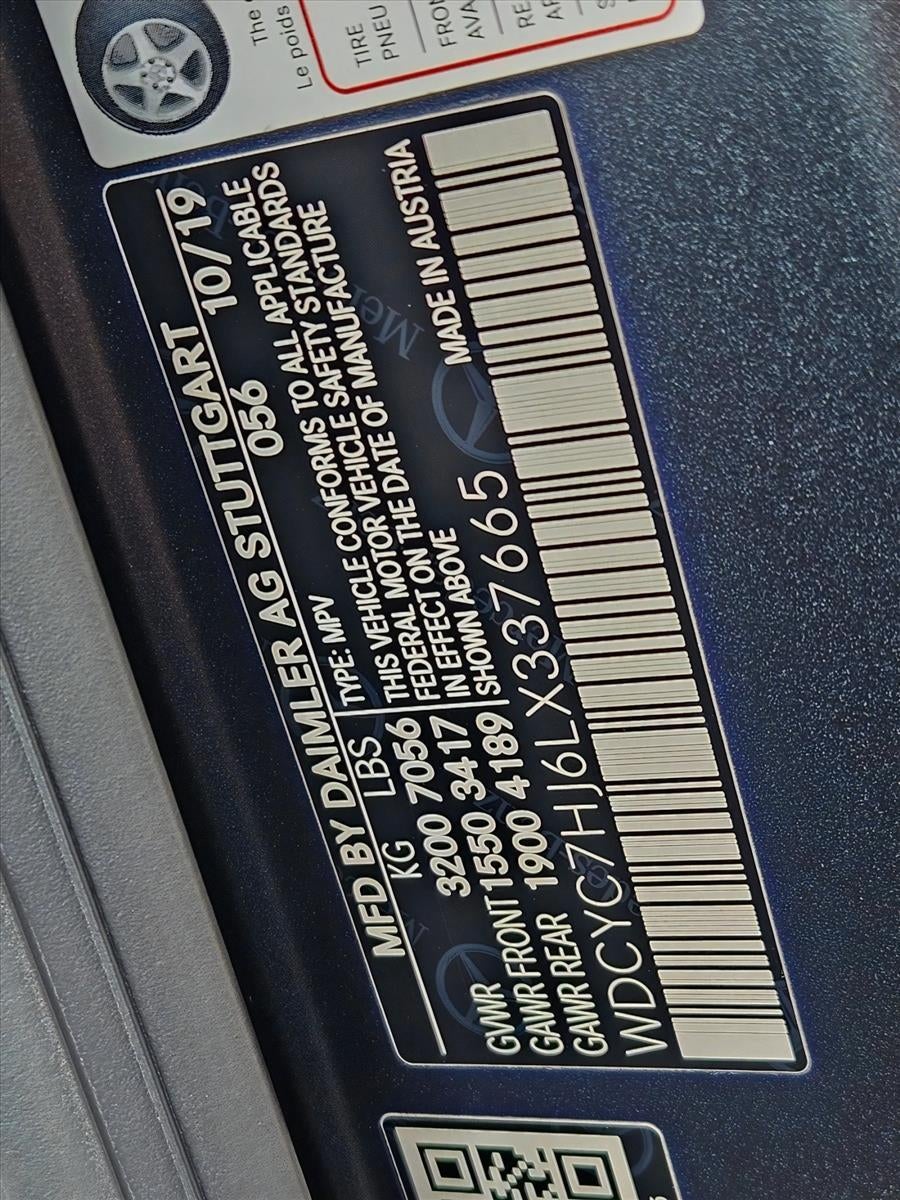 The
Le poids
TIRE
PNEU
MFD BY DAIMLER AG STUTTGART 10/19
KG LBS 056
TYPE: MPV
GVWR 3200 7056
GAWR FRONT 1550 3417
GAWR REAR 1900 4189
THIS VEHICLE CONFORMS TO ALL APPLICABLE
FEDERAL MOTOR VEHICLE SAFETY STANDARDS
IN EFFECT ON THE DATE OF MANUFACTURE
SHOWN ABOVE
WDCYC7HJ6LX337665 MADE IN AUSTRIA